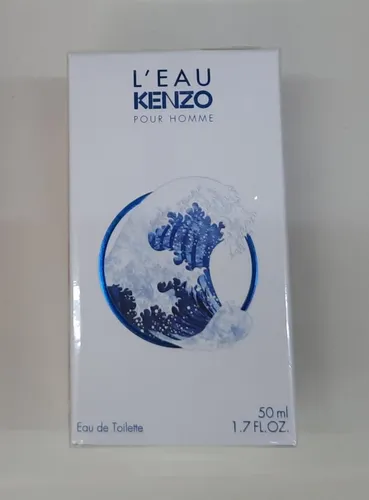 L'EAU
KENZO
POUR HOMME
Eau de Toilette
50 ml
1.7 FL.OZ.